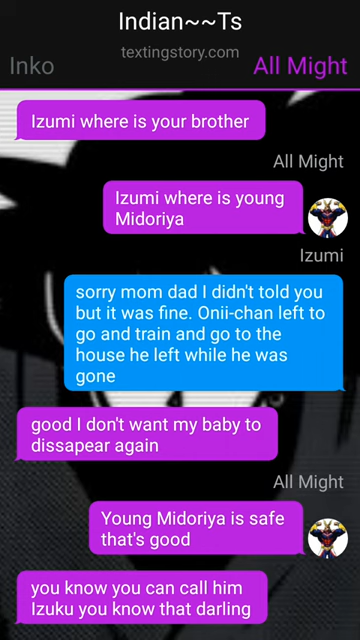 Indian~~Ts
textingstory.com
Inko
All Might
Izumi where is your brother
All Might
Izumi where is young
Midoriya
Izumi
sorry mom dad I didn't told you
but it was fine. Onii-chan left to
go and train and go to the
house he left while he was
gone
good I don't want my baby to
dissapear again
All Might
Young Midoriya is safe
that's good
you know you can call him
Izuku you know that darling